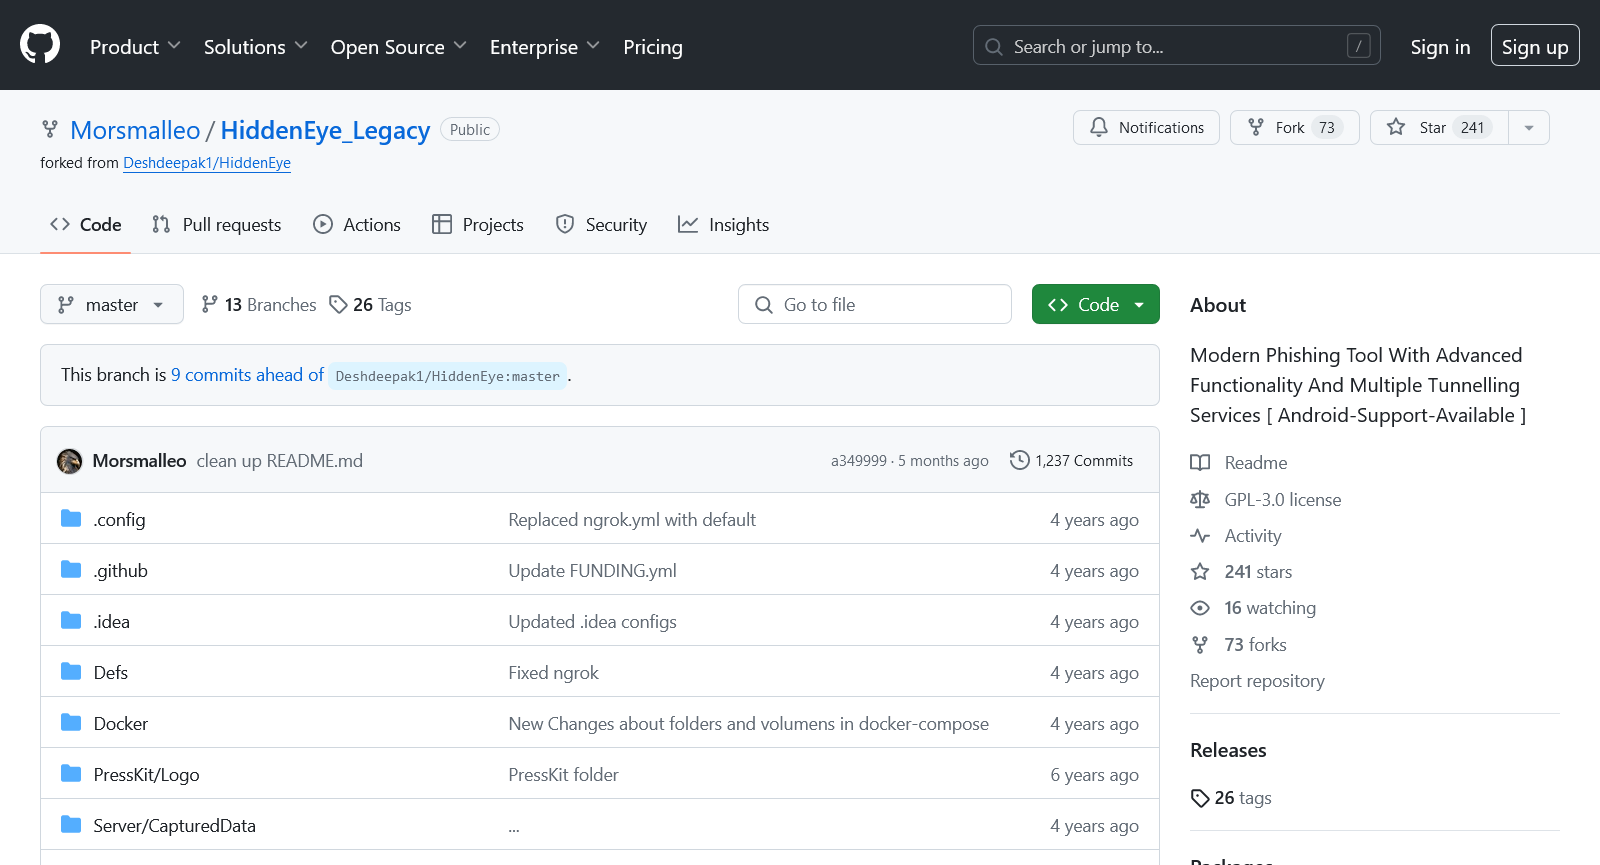 Product Solutions Open Source Enterprise Pricing Search or jump to... / Sign in Sign up
Morsmalleo / HiddenEye_Legacy Public Notifications Fork 73 Star 241
forked from Deshdeepak1/HiddenEye
Code Pull requests Actions Projects Security Insights
master 13 Branches 26 Tags Go to file Code
This branch is 9 commits ahead of Deshdeepak1/HiddenEye:master.
Morsmalleo clean up README.md a349999 · 5 months ago 1,237 Commits
.config Replaced ngrok.yml with default 4 years ago
.github Update FUNDING.yml 4 years ago
.idea Updated .idea configs 4 years ago
Defs Fixed ngrok 4 years ago
Docker New Changes about folders and volumens in docker-compose 4 years ago
PressKit/Logo PressKit folder 6 years ago
Server/CapturedData ... 4 years ago
About
Modern Phishing Tool With Advanced
Functionality And Multiple Tunnelling
Services [ Android-Support-Available ]
Readme
GPL-3.0 license
Activity
241 stars
16 watching
73 forks
Report repository
Releases
26 tags